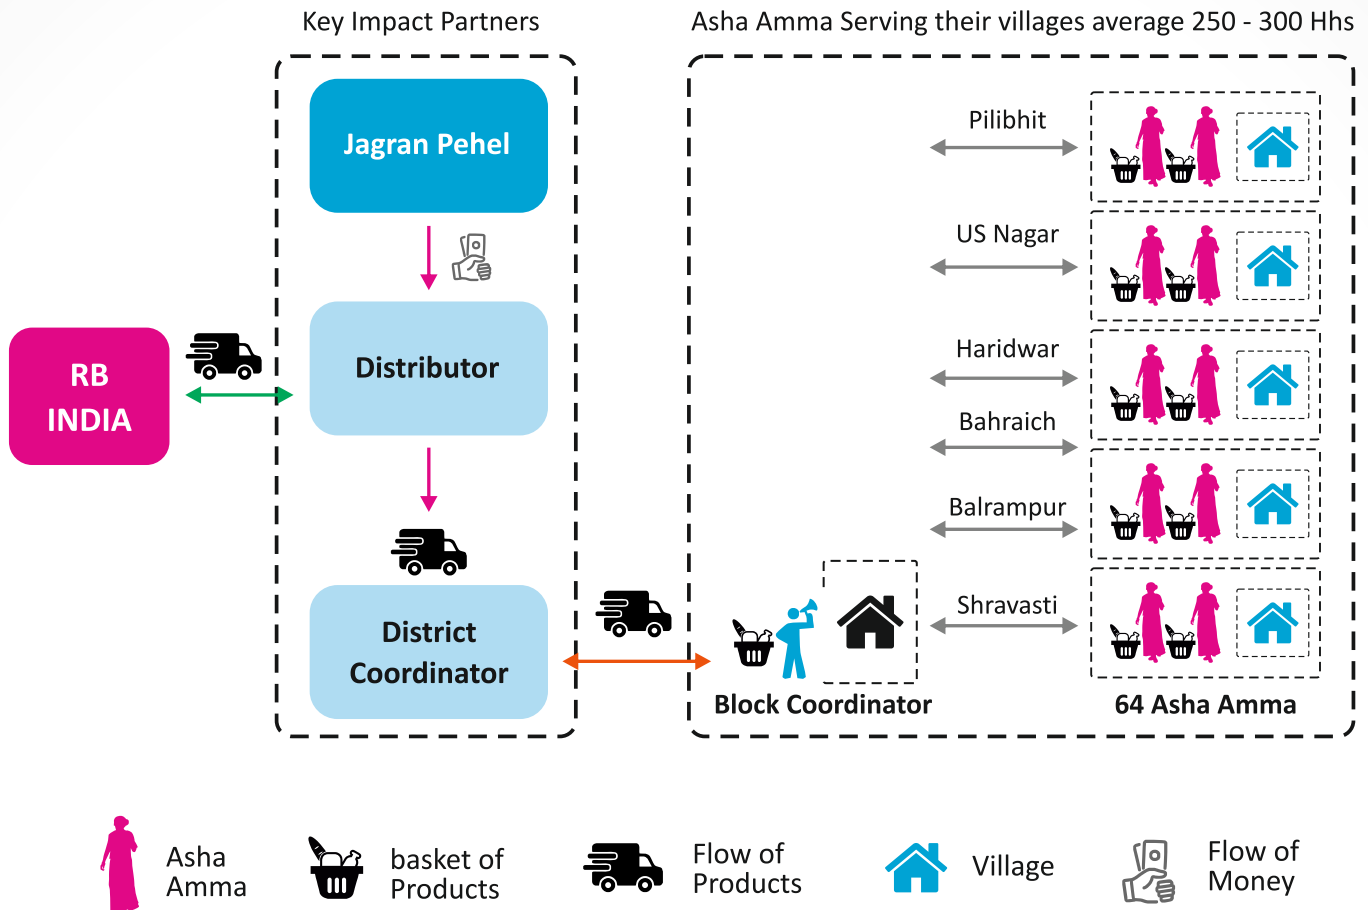 Key Impact Partners
Asha Amma Serving their villages average 250 - 300 Hhs
Jagran Pehel
Distributor
District
Coordinator
RB
INDIA
Pilibhit
US Nagar
Haridwar
Bahraich
Balrampur
Shravasti
Block Coordinator
64 Asha Amma
Asha
Amma
basket of
Products
Flow of
Products
Village
Flow of
Money